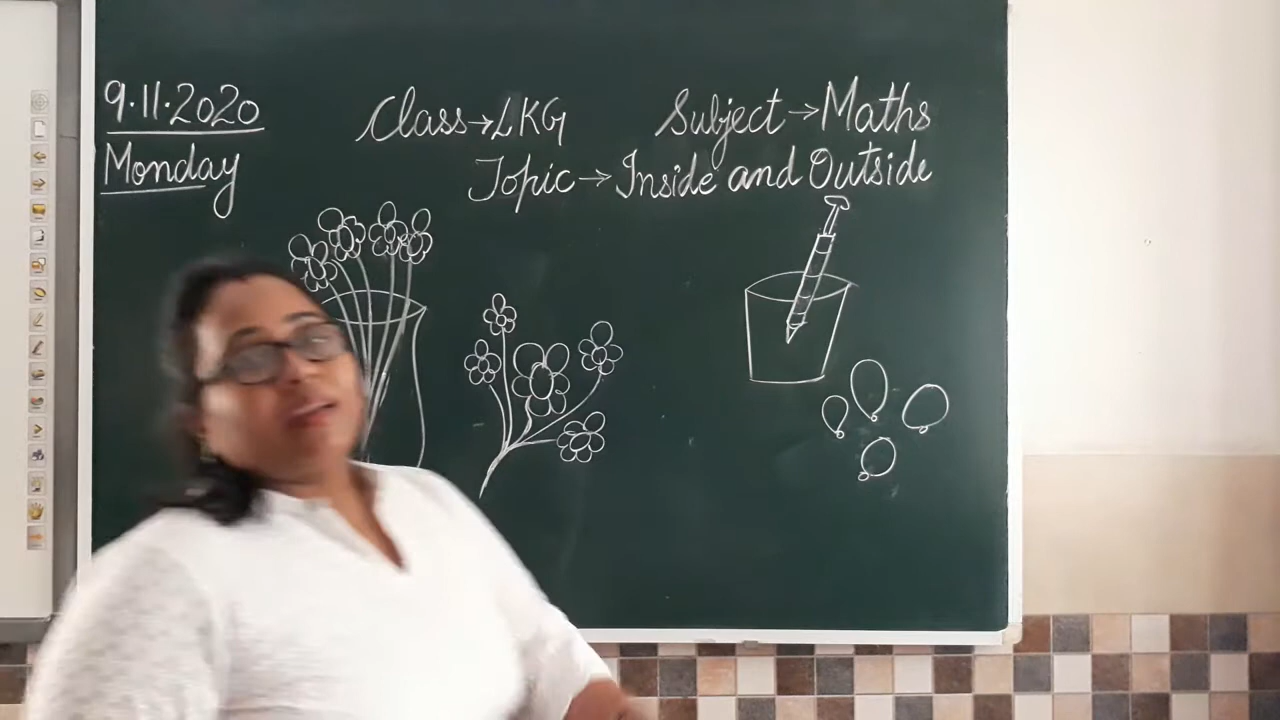 9.11.2020
Monday
Class→LKG
Subject→Maths
Topic→Inside and Outside